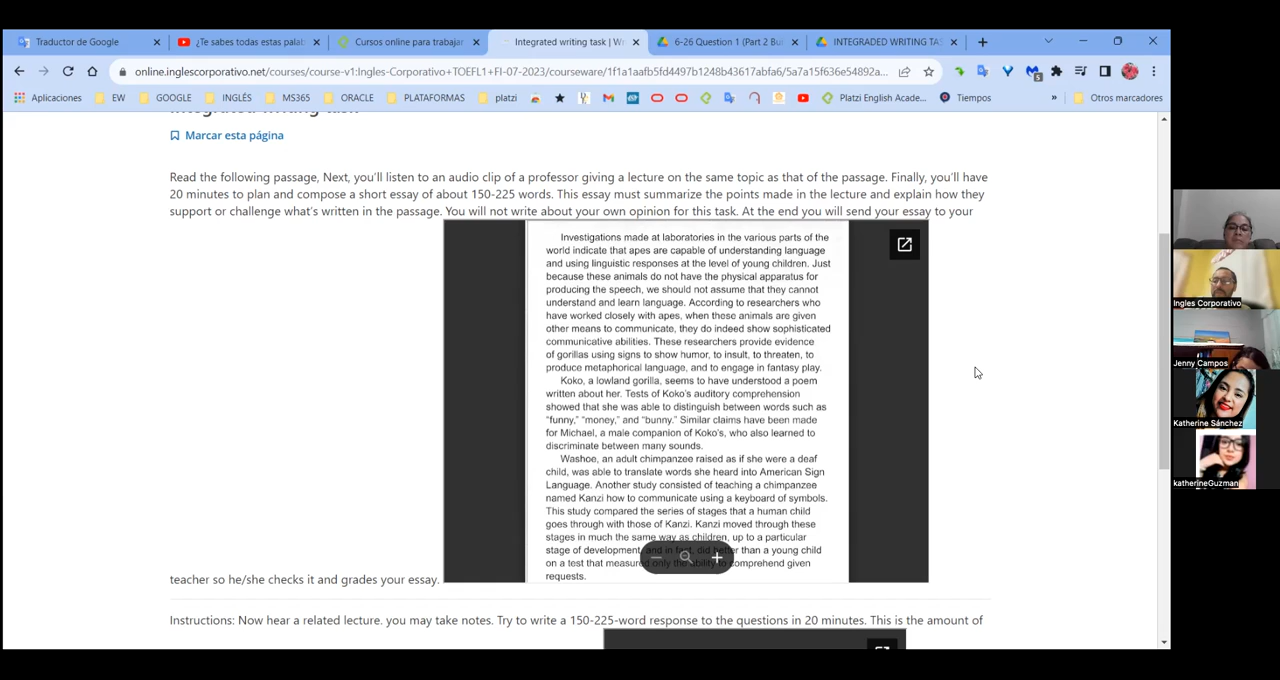 Traductor de Google
¿Te sabes todas estas palab
Cursos online para trabajar
Integrated writing task | Wr
6-26 Question 1 (Part 2 Bu
INTEGRADED WRITING TA
online.inglescorporativo.net/courses/course-v1:Ingles-Corporativo+TOEFL1+FI-07-2023/courseware/1f1a1aafb5fd4497b1248b43617abfa6/5a7a15f636e54892a...
Aplicaciones
EW
GOOGLE
INGLÉS
MS365
ORACLE
PLATAFORMAS
platzi
Platzi English Acade...
Tiempos
»
Otros marcadores
Integrated writing task
Marcar esta página
Read the following passage, Next, you'll listen to an audio clip of a professor giving a lecture on the same topic as that of the passage. Finally, you'll have
20 minutes to plan and compose a short essay of about 150-225 words. This essay must summarize the points made in the lecture and explain how they
support or challenge what's written in the passage. You will not write about your own opinion for this task. At the end you will send your essay to your
Investigations made at laboratories in the various parts of the
world indicate that apes are capable of understanding language
and using linguistic responses at the level of young children. Just
because these animals do not have the physical apparatus for
producing the speech, we should not assume that they cannot
understand and learn language. According to researchers who
have worked closely with apes, when these animals are given
other means to communicate, they do indeed show sophisticated
communicative abilities. These researchers provide evidence
of gorillas using signs to show humor, to insult, to threaten, to
produce metaphorical language, and to engage in fantasy play.
Koko, a lowland gorilla, seems to have understood a poem
written about her. Tests of Koko's auditory comprehension
showed that she was able to distinguish between words such as
"funny," "money," and "bunny." Similar claims have been made
for Michael, a male companion of Koko's, who also learned to
discriminate between many sounds.
Washoe, an adult chimpanzee raised as if she were a deaf
child, was able to translate words she heard into American Sign
Language. Another study consisted of teaching a chimpanzee
named Kanzi how to communicate using a keyboard of symbols.
This study compared the series of stages that a human child
goes through with those of Kanzi. Kanzi moved through these
stages in much the same way as children, up to a particular
stage of development, and in fact, did better than a young child
on a test that measured only the ability to comprehend given
requests.
teacher so he/she checks it and grades your essay.
Instructions: Now hear a related lecture. you may take notes. Try to write a 150-225-word response to the questions in 20 minutes. This is the amount of
Ingles Corporativo
Jenny Campos
Katherine Sánchez
katherineGuzman